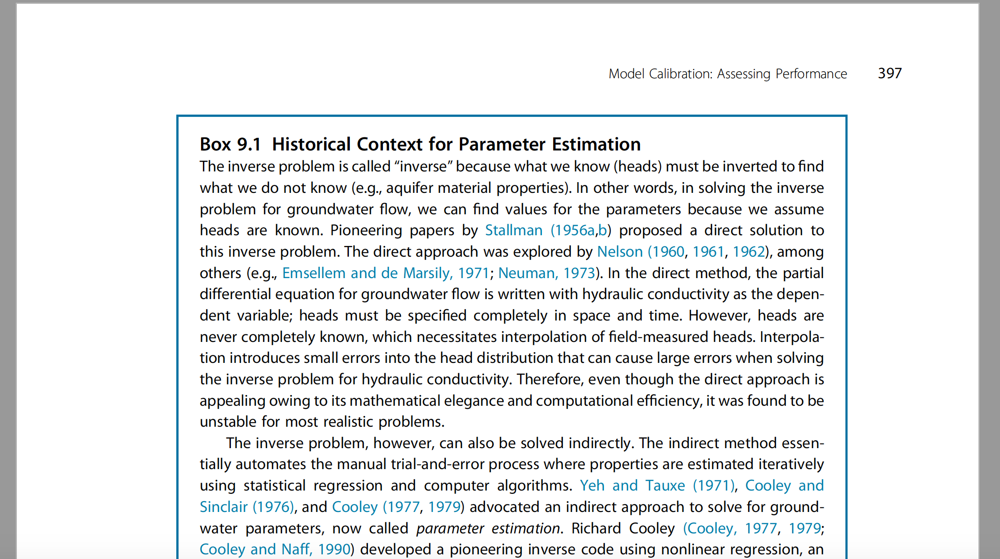 Model Calibration: Assessing Performance 397
Box 9.1 Historical Context for Parameter Estimation
The inverse problem is called “inverse” because what we know (heads) must be inverted to find
what we do not know (e.g., aquifer material properties). In other words, in solving the inverse
problem for groundwater flow, we can find values for the parameters because we assume
heads are known. Pioneering papers by Stallman (1956a,b) proposed a direct solution to
this inverse problem. The direct approach was explored by Nelson (1960, 1961, 1962), among
others (e.g., Emsellem and de Marsily, 1971; Neuman, 1973). In the direct method, the partial
differential equation for groundwater flow is written with hydraulic conductivity as the depen-
dent variable; heads must be specified completely in space and time. However, heads are
never completely known, which necessitates interpolation of field-measured heads. Interpola-
tion introduces small errors into the head distribution that can cause large errors when solving
the inverse problem for hydraulic conductivity. Therefore, even though the direct approach is
appealing owing to its mathematical elegance and computational efficiency, it was found to be
unstable for most realistic problems.
The inverse problem, however, can also be solved indirectly. The indirect method essen-
tially automates the manual trial-and-error process where properties are estimated iteratively
using statistical regression and computer algorithms. Yeh and Tauxe (1971), Cooley and
Sinclair (1976), and Cooley (1977, 1979) advocated an indirect approach to solve for ground-
water parameters, now called parameter estimation. Richard Cooley (Cooley, 1977, 1979;
Cooley and Naff, 1990) developed a pioneering inverse code using nonlinear regression, an